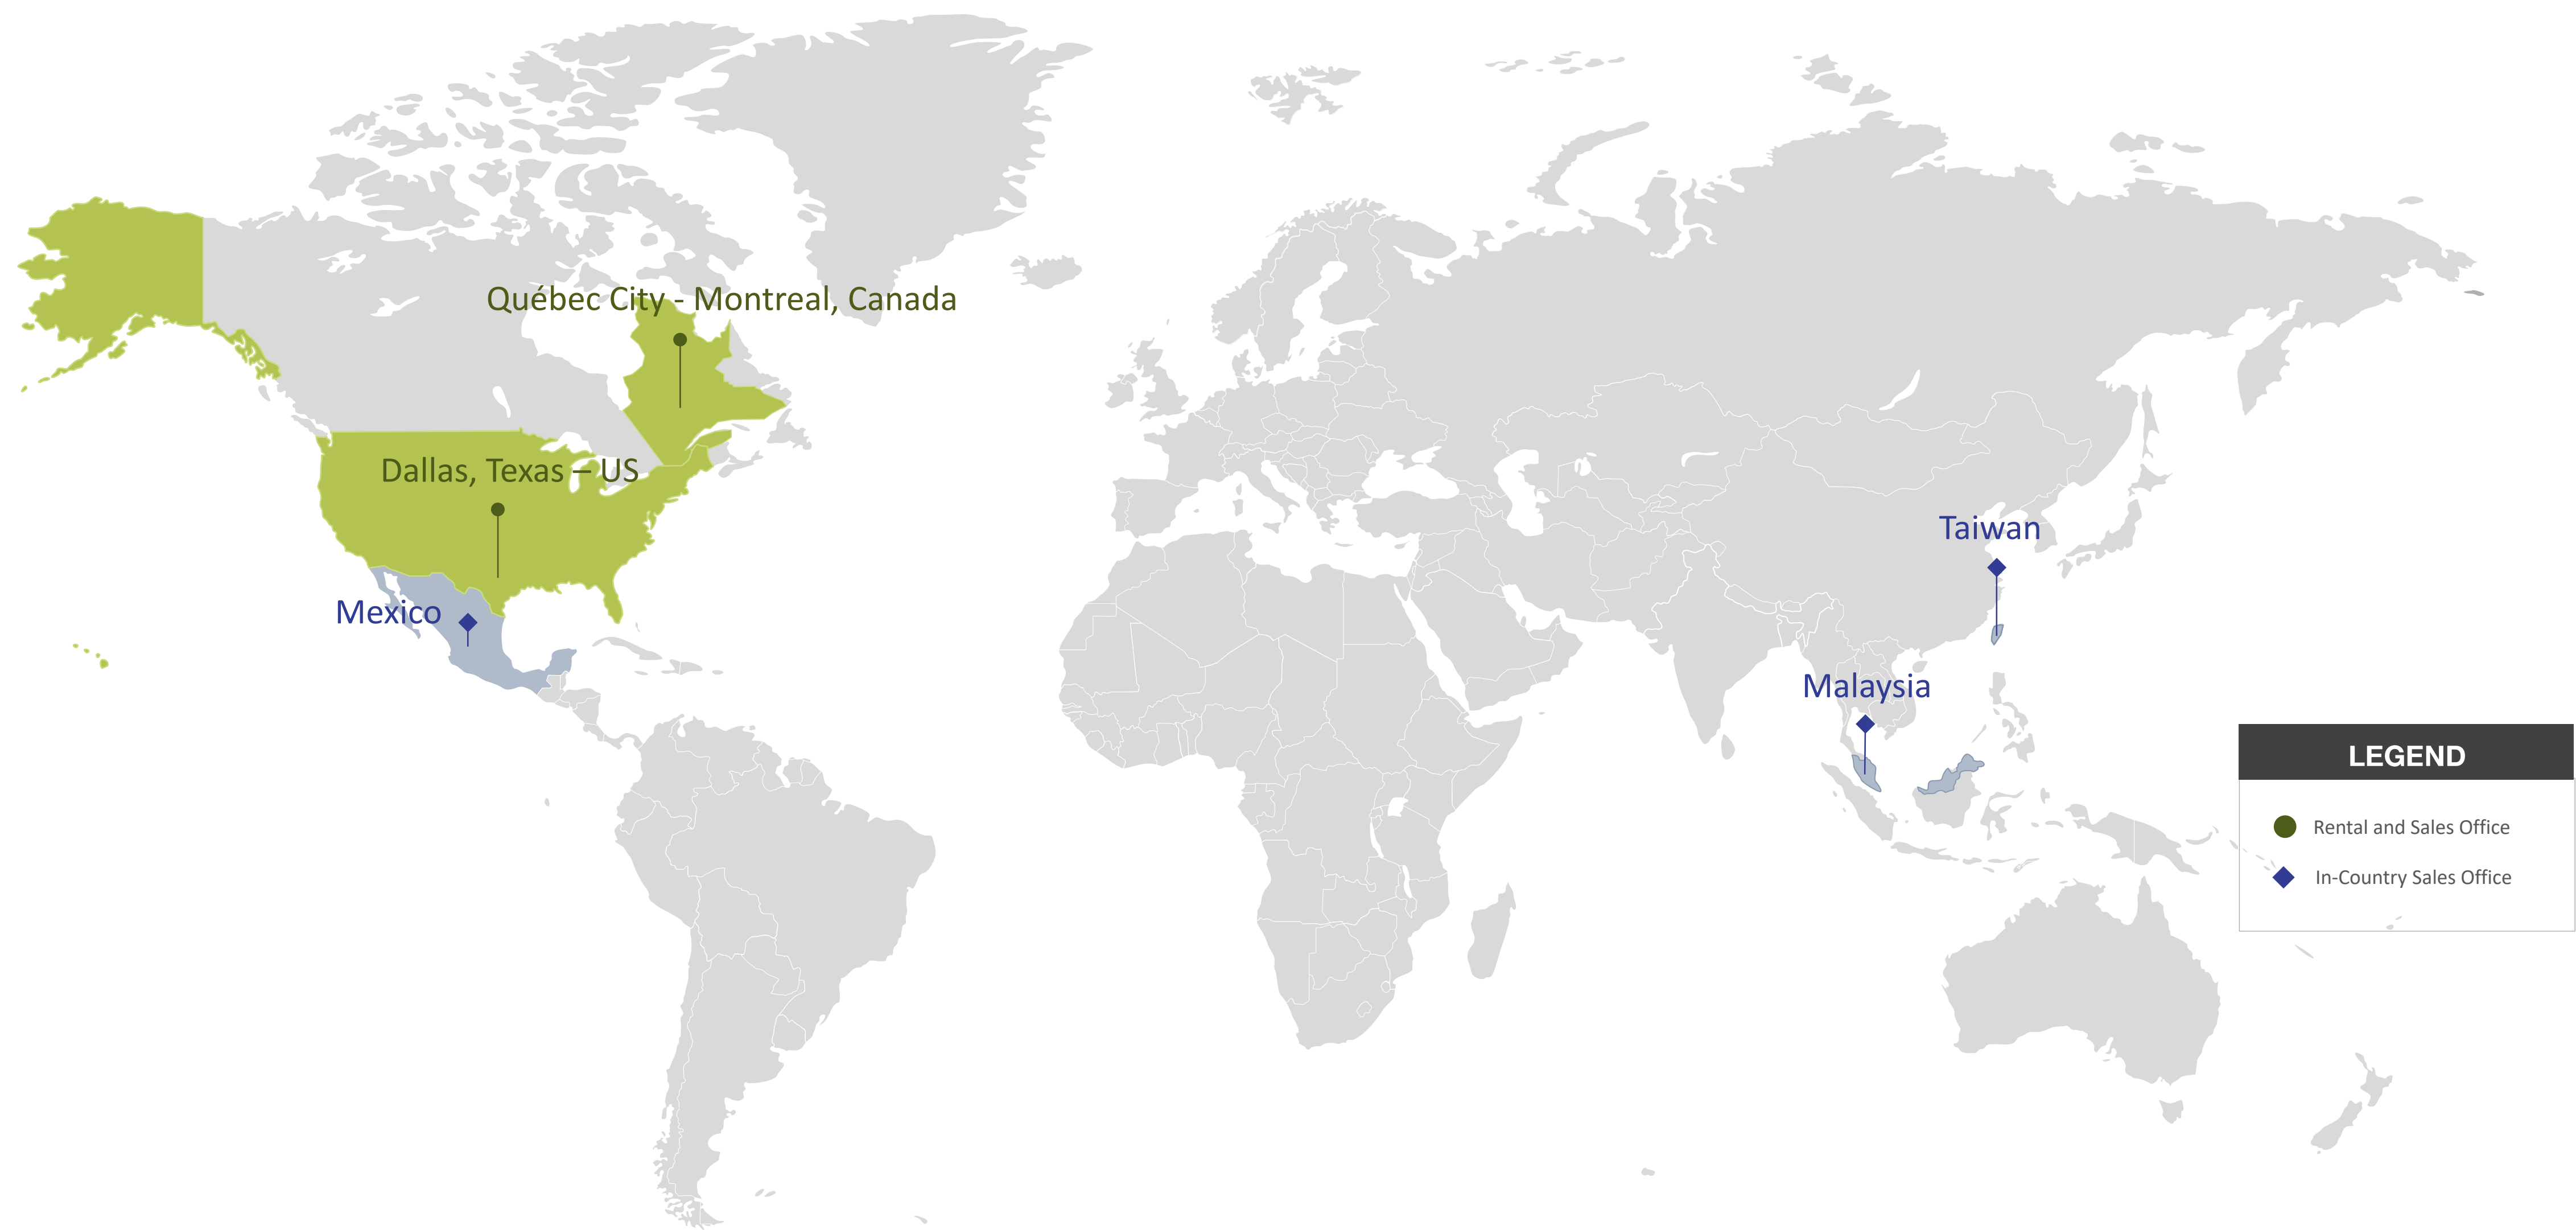 Québec City - Montreal, Canada
Dallas, Texas – US
Mexico
Taiwan
Malaysia
LEGEND
Rental and Sales Office
In-Country Sales Office